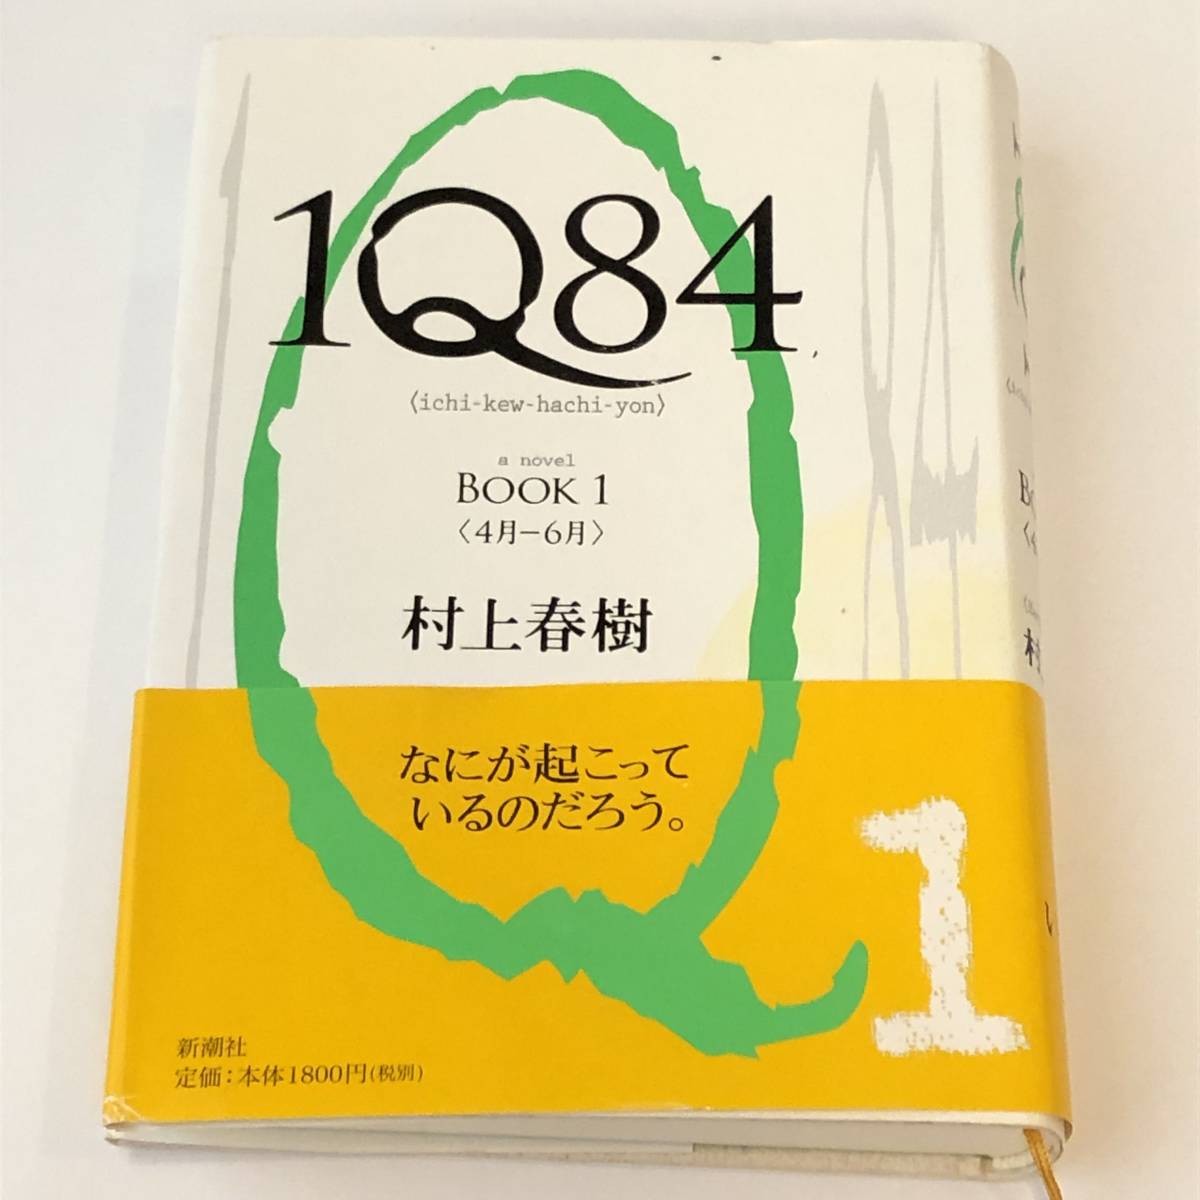 1Q84
〈ichi-kew-hachi-yon〉
a novel
BOOK 1
〈4月−6月〉
村上春樹
なにが起こって
いるのだろう。
1
新潮社
定価：本体1800円（税別）